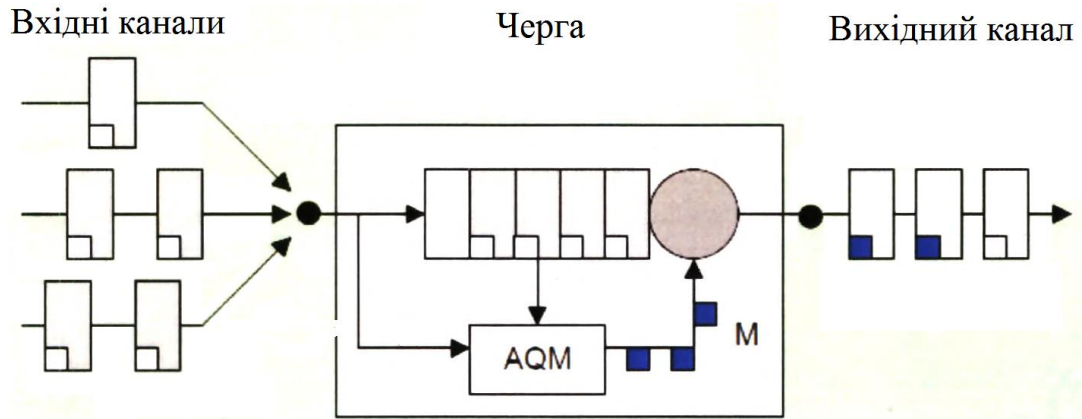 Вхідні канали
Черга
Вихідний канал
AQM
M